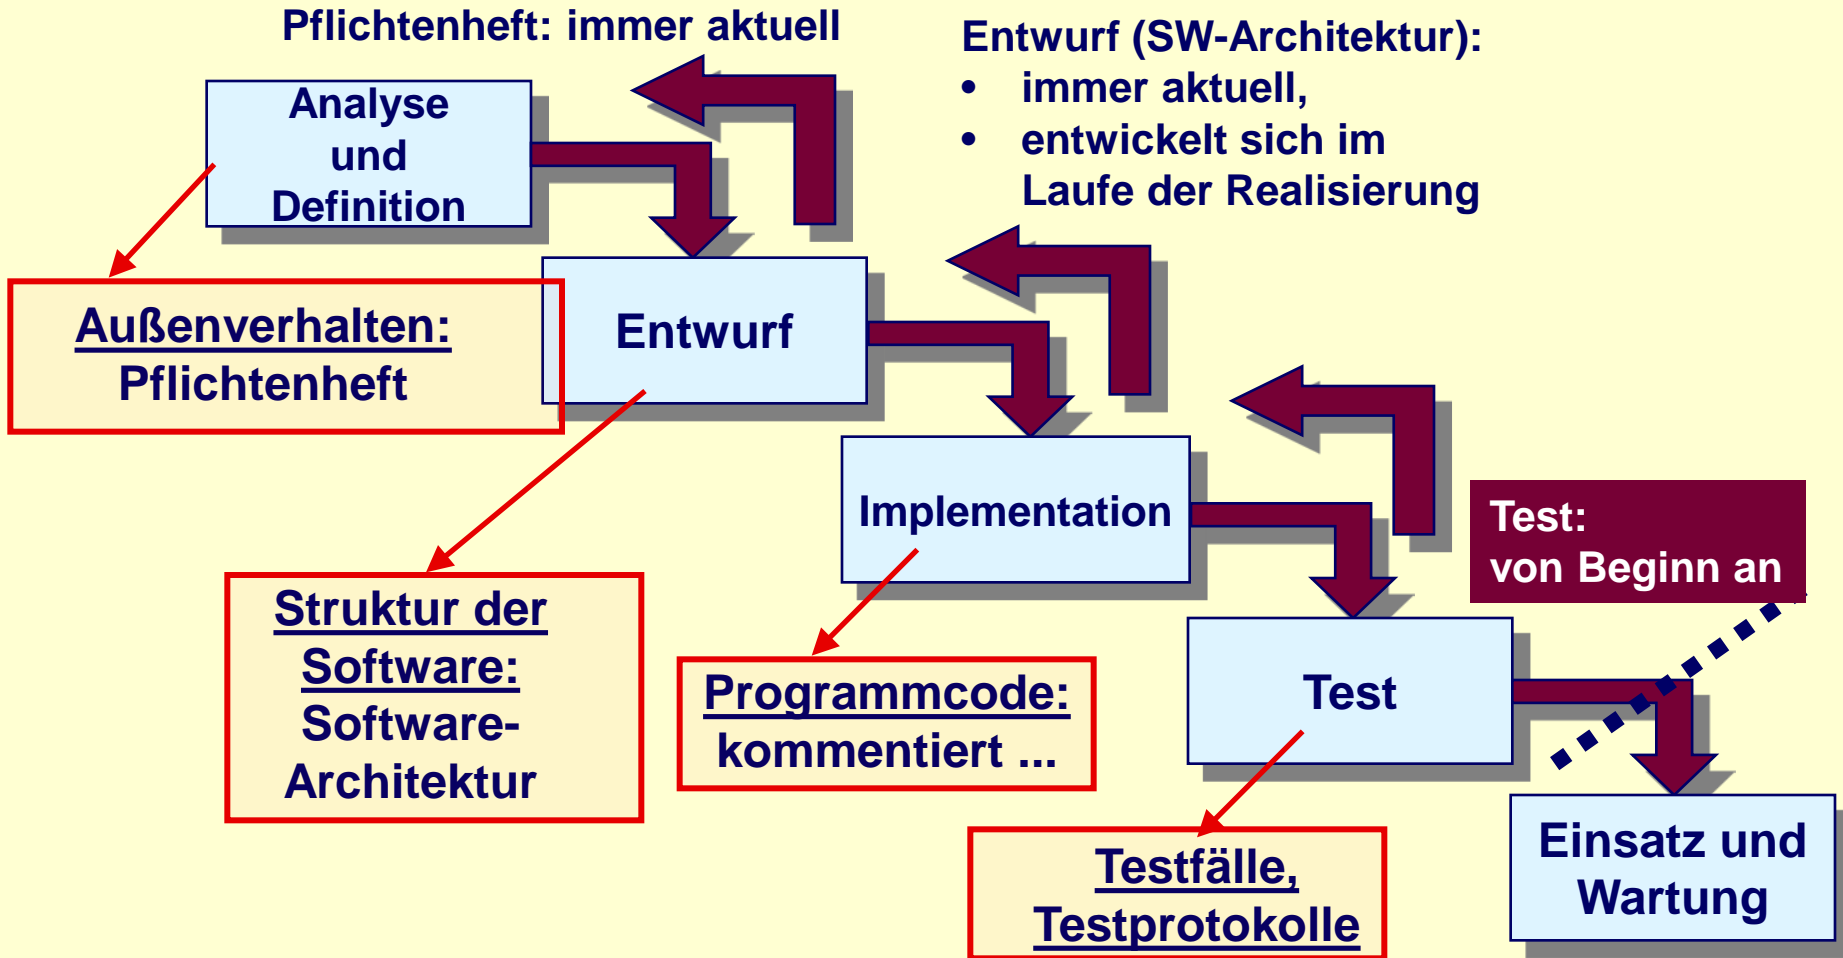 Pflichtenheft: immer aktuell
Entwurf (SW-Architektur):
• immer aktuell,
• entwickelt sich im
Laufe der Realisierung
Analyse
und
Definition
Außenverhalten:
Pflichtenheft
Entwurf
Struktur der
Software:
Software-
Architektur
Implementation
Programmcode:
kommentiert ...
Test:
von Beginn an
Test
Testfälle,
Testprotokolle
Einsatz und
Wartung